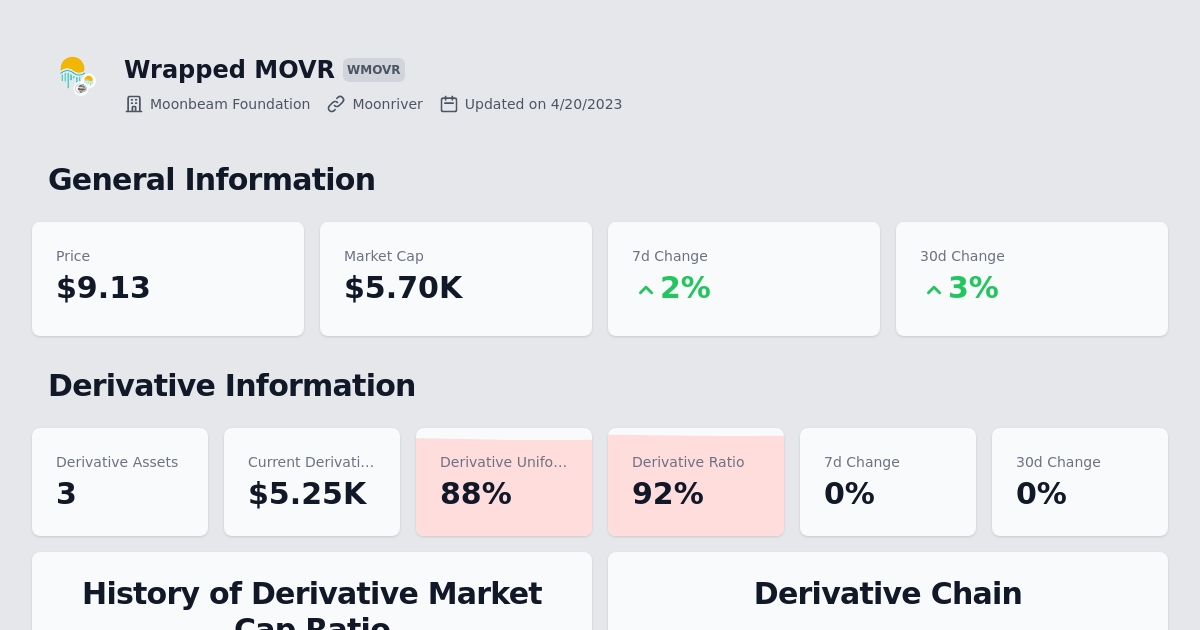 Wrapped MOVR WMOVR
Moonbeam Foundation Moonriver Updated on 4/20/2023
General Information
Price
$9.13
Market Cap
$5.70K
7d Change
2%
30d Change
3%
Derivative Information
Derivative Assets
3
Current Derivati...
$5.25K
Derivative Unifo...
88%
Derivative Ratio
92%
7d Change
0%
30d Change
0%
History of Derivative Market
Cap Ratio
Derivative Chain